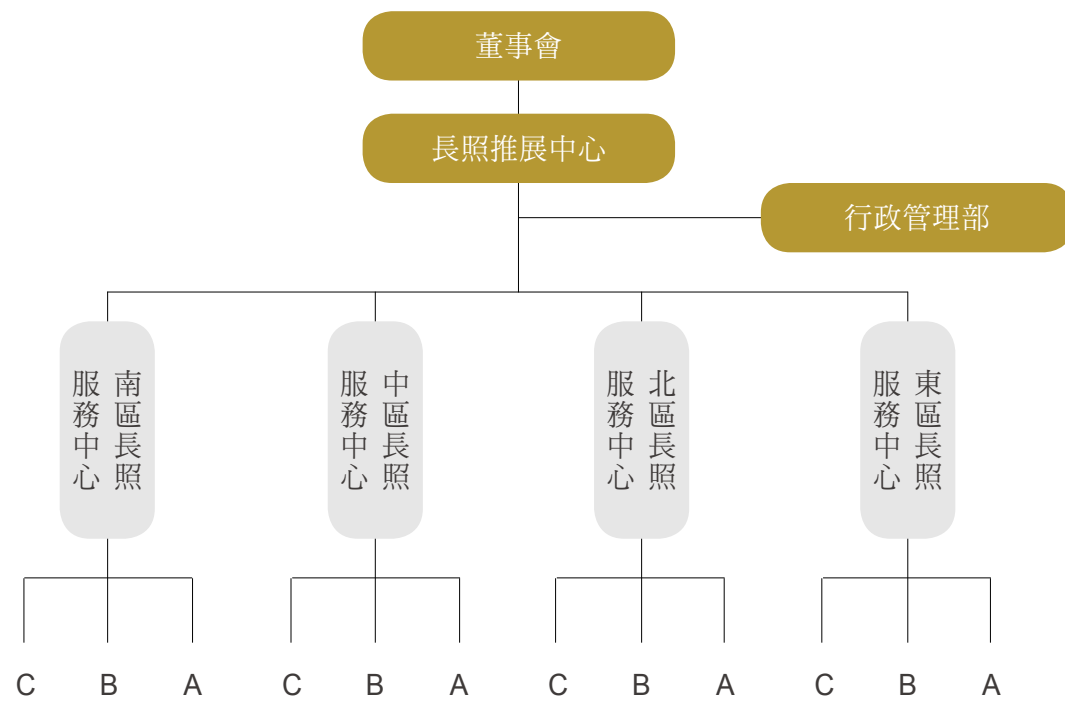 董事會
長照推展中心
行政管理部
南區長照
服務中心
中區長照
服務中心
北區長照
服務中心
東區長照
服務中心
C B A C B A C B A C B A